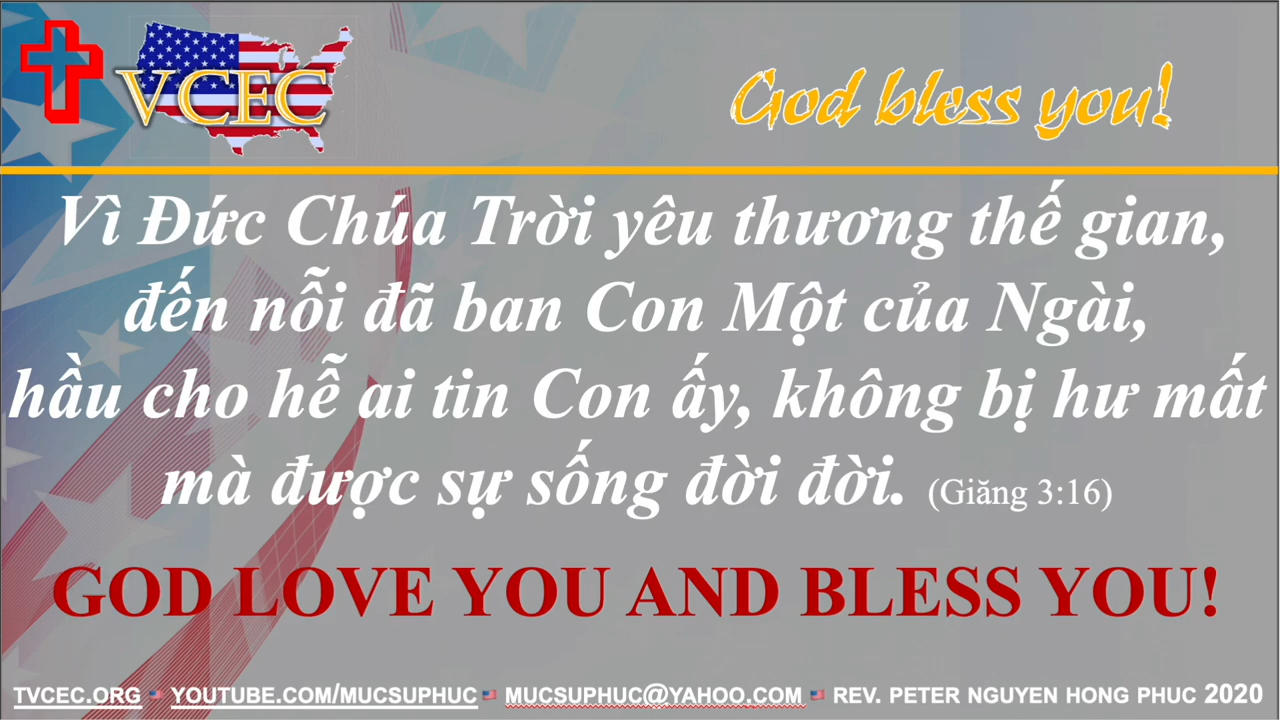 VCEC
God bless you!
Vì Đức Chúa Trời yêu thương thế gian,
đến nỗi đã ban Con Một của Ngài,
hầu cho hễ ai tin Con ấy, không bị hư mất
mà được sự sống đời đời. (Giăng 3:16)
GOD LOVE YOU AND BLESS YOU!
TVCEC.ORG YOUTUBE.COM/MUCSUPHUC MUCSUPHUC@YAHOO.COM REV. PETER NGUYEN HONG PHUC 2020